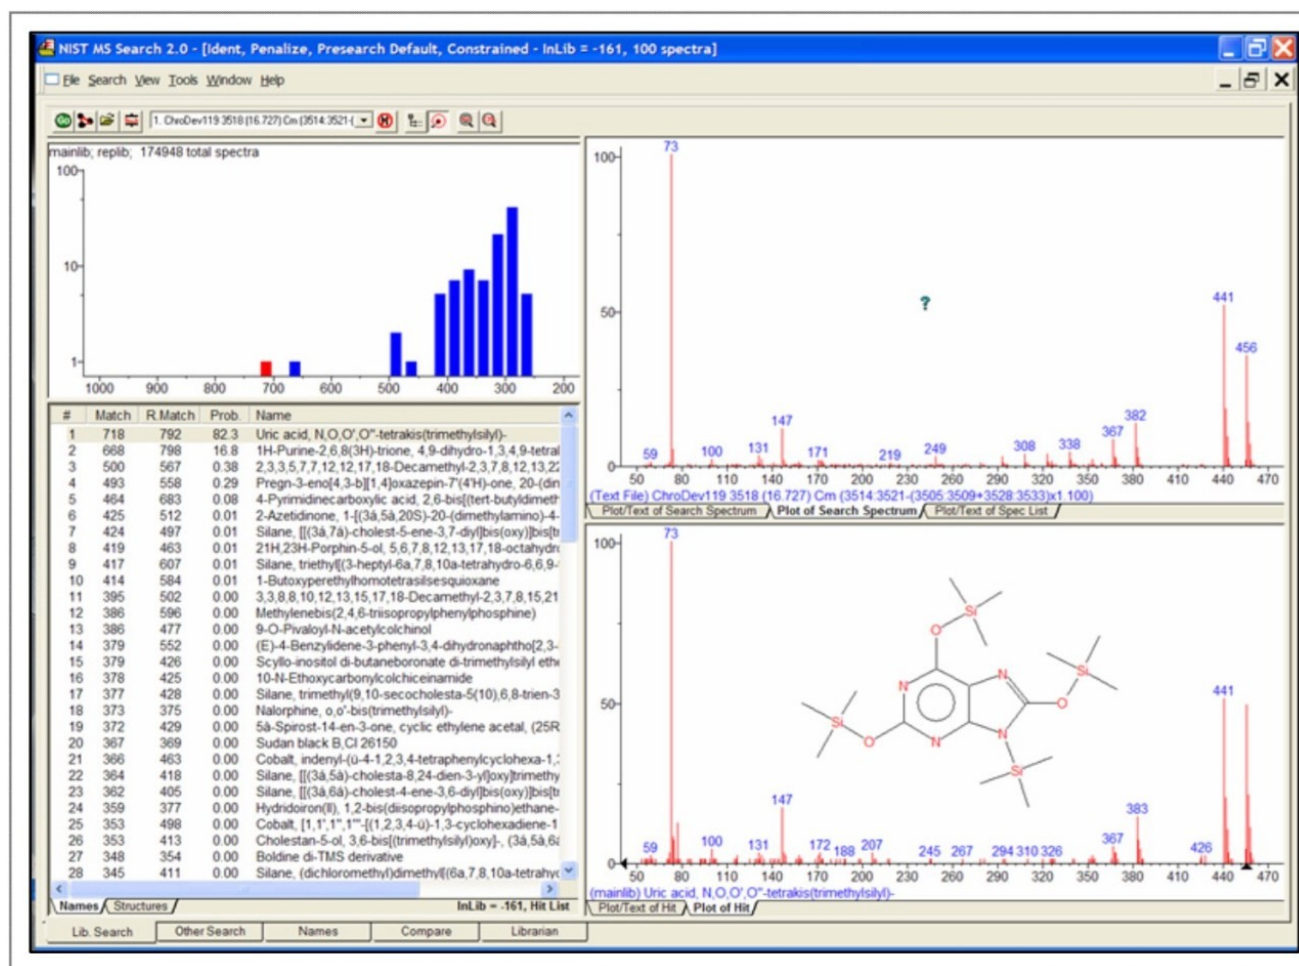 NIST MS Search 2.0 - [Ident, Penalize, Presearch Default, Constrained - InLib = -161, 100 spectra]
File Search View Tools Window Help
1. ChroDev119 3518 (16.727) Cm (3514:3521-(
mainlib; replib; 174948 total spectra
100
10
1
1000 900 800 700 600 500 400 300 200
# Match R.Match Prob. Name
1 718 792 82.3 Uric acid, N,O,O',O''-tetrakis(trimethylsilyl)-
2 668 798 16.8 1H-Purine-2,6,8(3H)-trione, 4,9-dihydro-1,3,4,9-tetral
3 500 567 0.38 2,3,3,5,7,7,12,12,17,18-Decamethyl-2,3,7,8,12,13,22
4 493 558 0.29 Pregn-3-eno[4,3-b][1,4]oxazepin-7'(4'H)-one, 20-(din
5 464 683 0.08 4-Pyrimidinecarboxylic acid, 2,6-bis[(tert-butyldimeth
6 425 512 0.01 2-Azetidinone, 1-[(3á,5à,20S)-20-(dimethylamino)-4-
7 424 497 0.01 Silane, [[(3á,7á)-cholest-5-ene-3,7-diyl]bis(oxy)]bis[tr
8 419 463 0.01 21H,23H-Porphin-5-ol, 5,6,7,8,12,13,17,18-octahydr
9 417 607 0.01 Silane, triethyl[(3-heptyl-6a,7,8,10a-tetrahydro-6,6,9-
10 414 584 0.01 1-Butoxyperethylhomotetrasilsesquioxane
11 395 502 0.00 3,3,8,8,10,12,13,15,17,18-Decamethyl-2,3,7,8,15,21
12 386 596 0.00 Methylenebis(2,4,6-triisopropylphenylphosphine)
13 386 477 0.00 9-O-Pivaloyl-N-acetylcolchinol
14 379 552 0.00 (E)-4-Benzylidene-3-phenyl-3,4-dihydronaphtho[2,3-
15 379 426 0.00 Scyllo-inositol di-butaneboronate di-trimethylsilyl ethe
16 378 425 0.00 10-N-Ethoxycarbonylcolchiceinamide
17 377 428 0.00 Silane, trimethyl(9,10-secocholesta-5(10),6,8-trien-3
18 373 375 0.00 Nalorphine, o,o'-bis(trimethylsilyl)-
19 372 429 0.00 5à-Spirost-14-en-3-one, cyclic ethylene acetal, (25R
20 367 369 0.00 Sudan black B,CI 26150
21 366 463 0.00 Cobalt, indenyl-(ü-4-1,2,3,4-tetraphenylcyclohexa-1,3
22 364 418 0.00 Silane, [[(3á,5à)-cholesta-8,24-dien-3-yl]oxy]trimethy
23 362 405 0.00 Silane, [[(3á,6à)-cholest-4-ene-3,6-diyl]bis(oxy)]bis[t
24 359 377 0.00 Hydridoiron(II), 1,2-bis(diisopropylphosphino)ethane-
25 353 498 0.00 Cobalt, [1,1',1'',1'''-[(1,2,3,4-ü)-1,3-cyclohexadiene-1
26 353 413 0.00 Cholestan-5-ol, 3,6-bis[(trimethylsilyl)oxy]-, (3á,5à,6á
27 348 354 0.00 Boldine di-TMS derivative
28 345 411 0.00 Silane, (dichloromethyl)dimethyl[(6a,7,8,10a-tetrahyd
Names Structures InLib = -161, Hit List
Lib. Search Other Search Names Compare Librarian
100
50
0
73
59 100 131 147 171 219 249 308 338 367 382 441 456
?
50 80 110 140 170 200 230 260 290 320 350 380 410 440 470
(Text File) ChroDev119 3518 (16.727) Cm (3514:3521-(3505:3509+3528:3533)x1.100)
Plot/Text of Search Spectrum Plot of Search Spectrum Plot/Text of Spec List
100
50
0
73
59 100 131 147 172 188 207 245 267 294 310 326 367 383 426 441
Si
O
Si
N
N
Si
O
O
N
N
Si
50 80 110 140 170 200 230 260 290 320 350 380 410 440 470
(mainlib) Uric acid, N,O,O',O''-tetrakis(trimethylsilyl)-
Plot/Text of Hit Plot of Hit